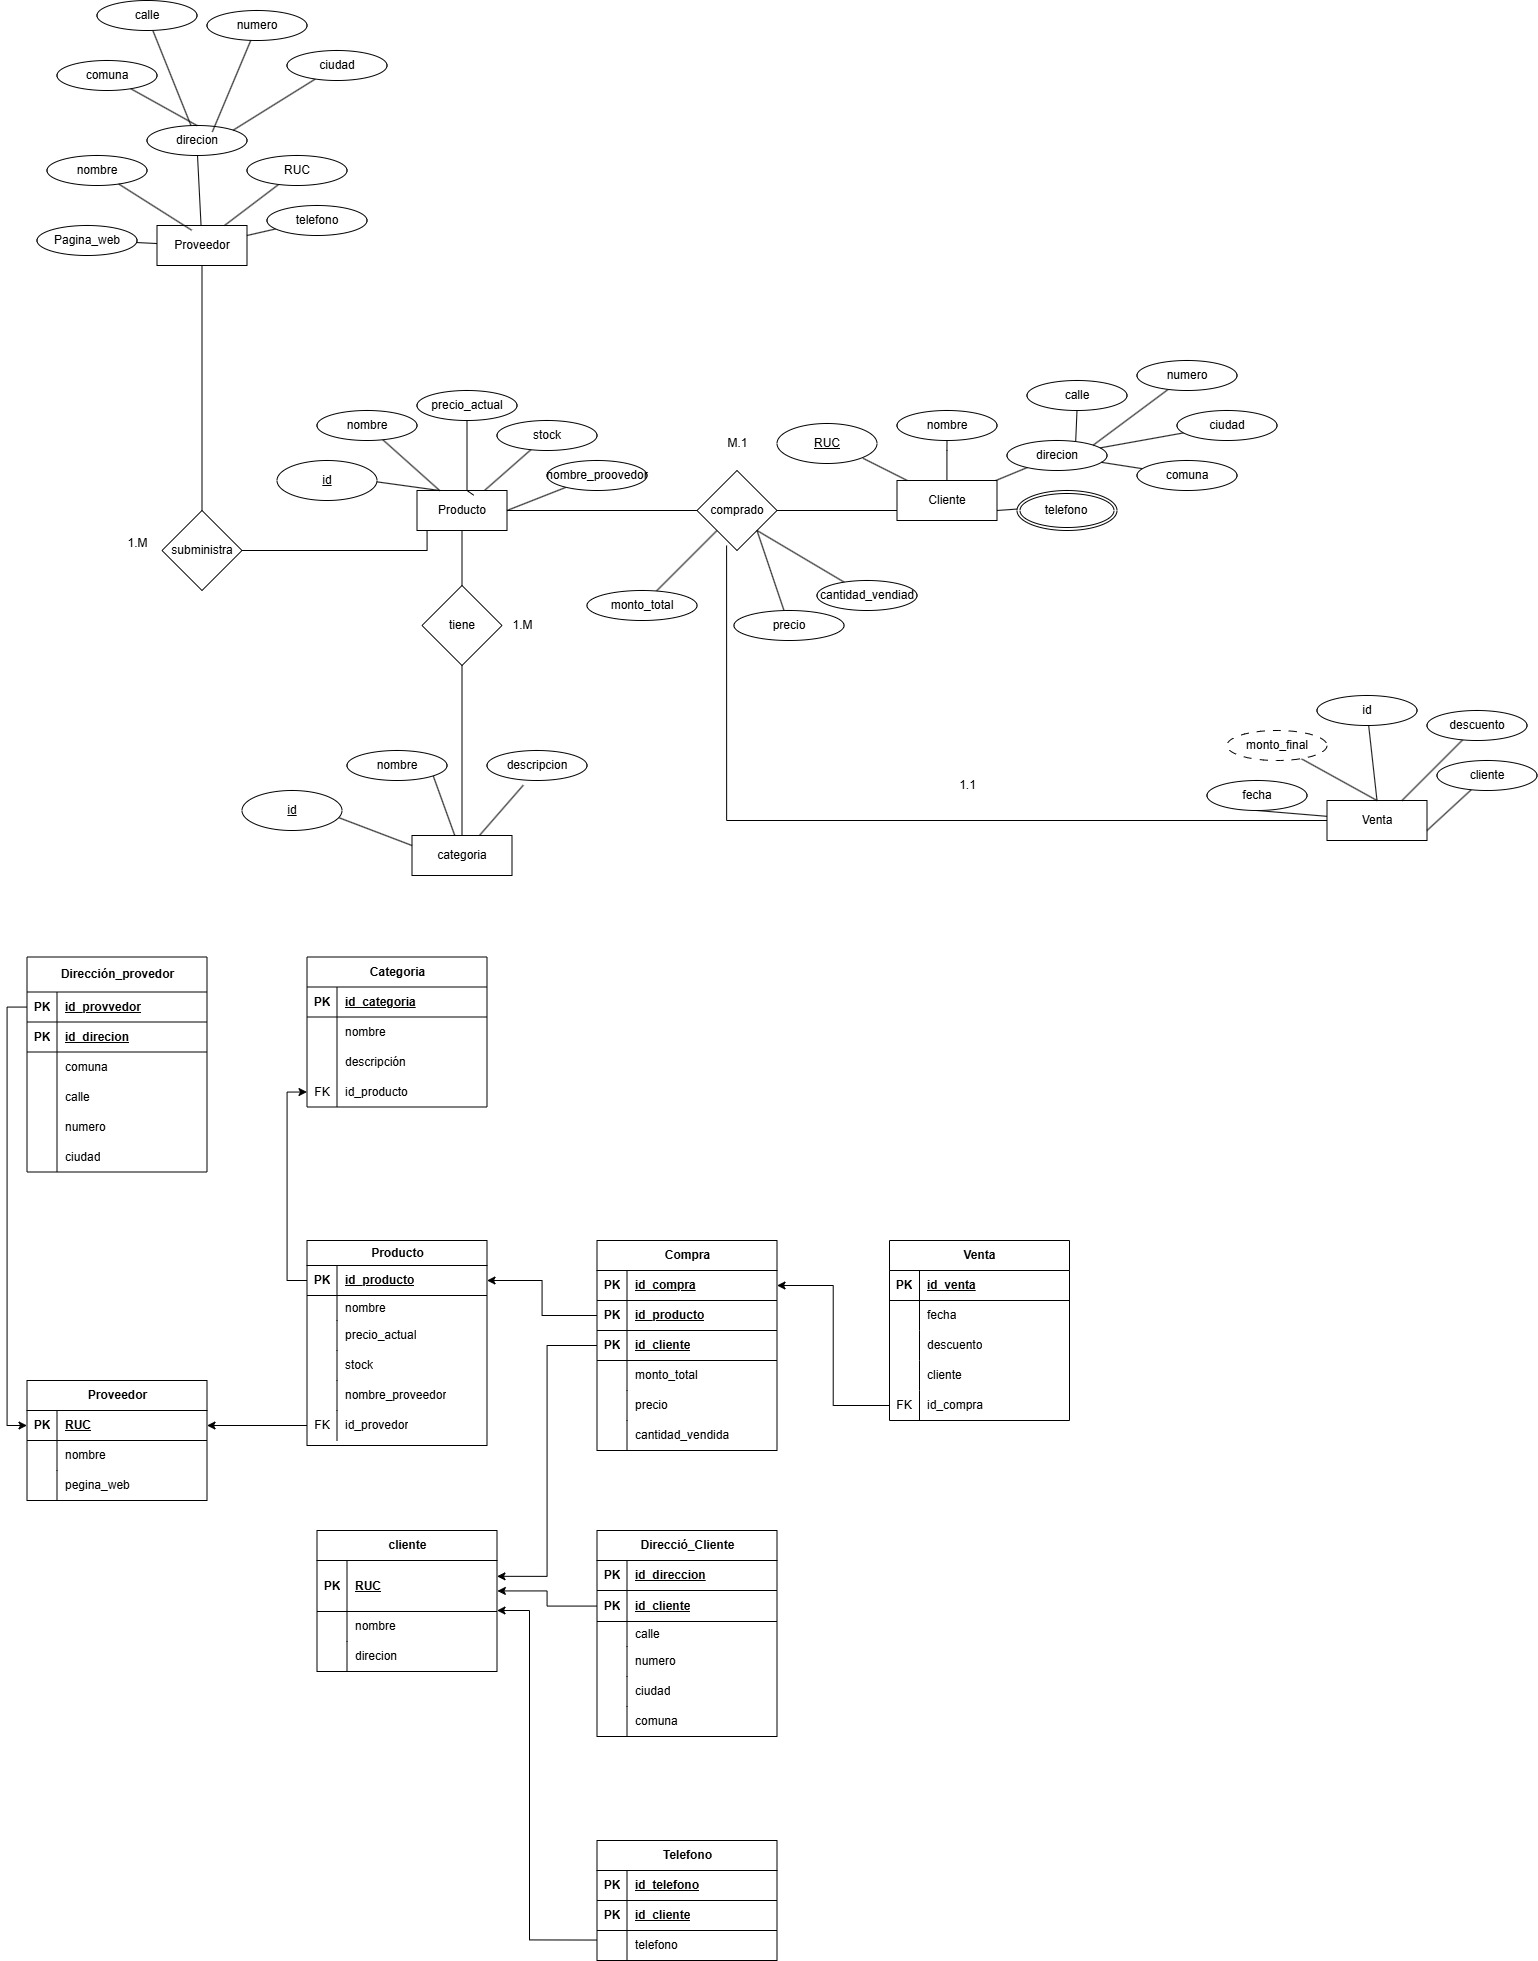 calle
numero
ciudad
comuna
direcion
nombre
RUC
telefono
Pagina_web
Proveedor
1.M
subministra
precio_actual
nombre
stock
id
nombre_proovedor
Producto
tiene
1.M
nombre
descripcion
id
categoria
M.1
comprado
monto_total
precio
cantidad_vendiad
RUC
nombre
calle
numero
ciudad
direcion
comuna
Cliente
telefono
1.1
id
descuento
monto_final
cliente
fecha
Venta
Dirección_provedor
PK id_provvedor
PK id_direcion
comuna
calle
numero
ciudad
Categoria
PK id_categoria
nombre
descripción
FK id_producto
Producto
PK id_producto
nombre
precio_actual
stock
nombre_proveedor
FK id_provedor
Compra
PK id_compra
PK id_producto
PK id_cliente
monto_total
precio
cantidad_vendida
Venta
PK id_venta
fecha
descuento
cliente
FK id_compra
Proveedor
PK RUC
nombre
pegina_web
cliente
PK RUC
nombre
direcion
Direcció_Cliente
PK id_direccion
PK id_cliente
calle
numero
ciudad
comuna
Telefono
PK id_telefono
PK id_cliente
telefono